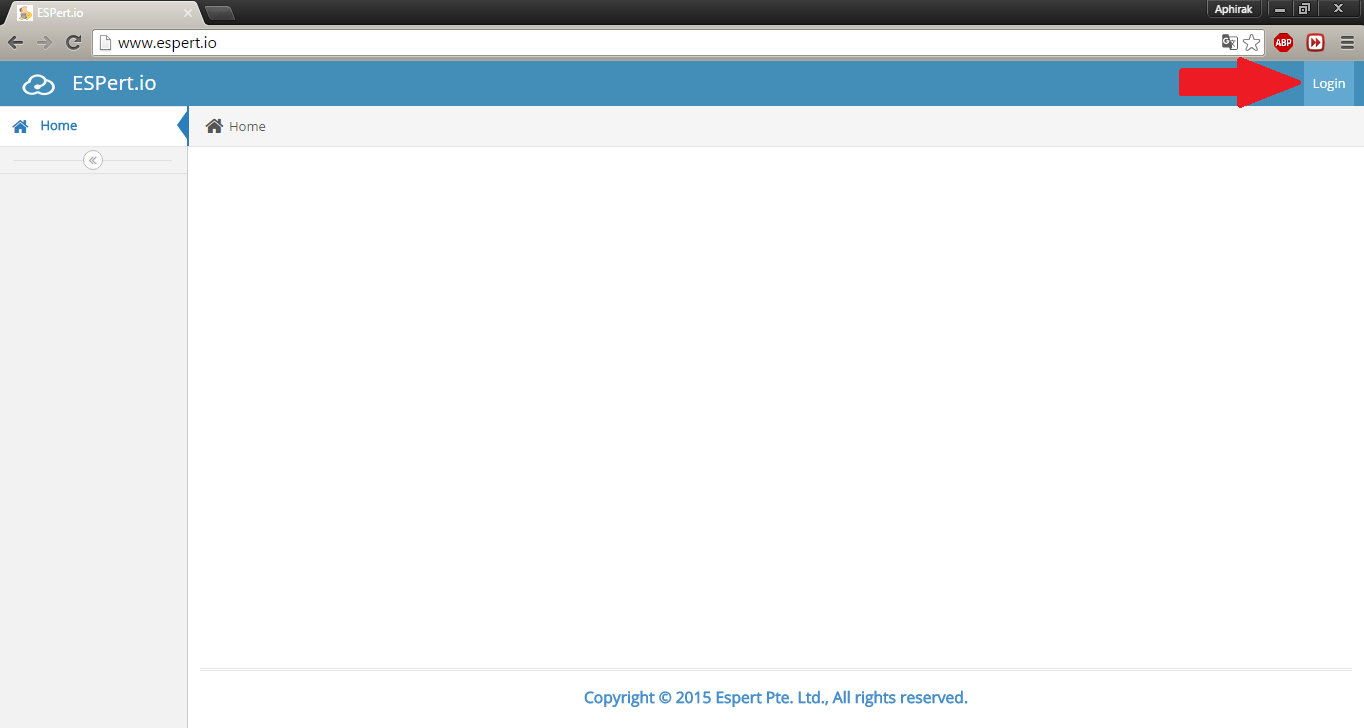 ESPert.io
Aphirak
www.espert.io
ABP
ESPert.io
Login
Home
Home
Copyright © 2015 Espert Pte. Ltd., All rights reserved.